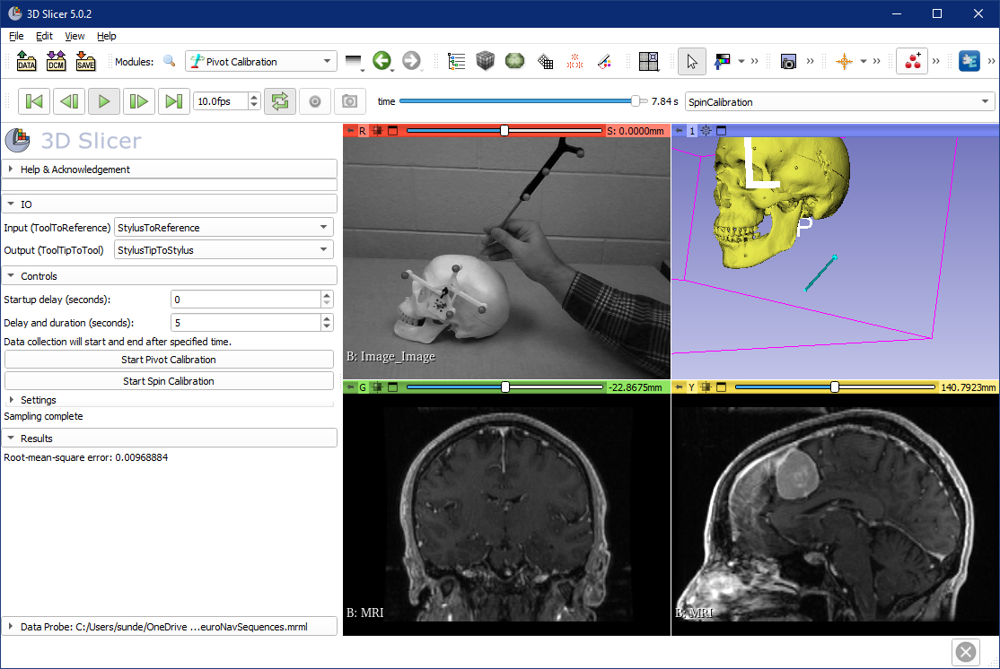 3D Slicer 5.0.2
File Edit View Help
DATA DCM SAVE Modules: Pivot Calibration
10.0fps time 7.84 s SpinCalibration
3D Slicer
Help & Acknowledgement
IO
Input (ToolToReference) StylusToReference
Output (ToolTipToTool) StylusTipToStylus
Controls
Startup delay (seconds): 0
Delay and duration (seconds): 5
Data collection will start and end after specified time.
Start Pivot Calibration
Start Spin Calibration
Settings
Sampling complete
Results
Root-mean-square error: 0.00968884
Data Probe: C:/Users/sunde/OneDrive ...euroNavSequences.mrml
R S: 0.0000mm
B: Image_Image
1
L
P
G -22.8675mm
B: MRI
Y 140.7923mm
B: MRI